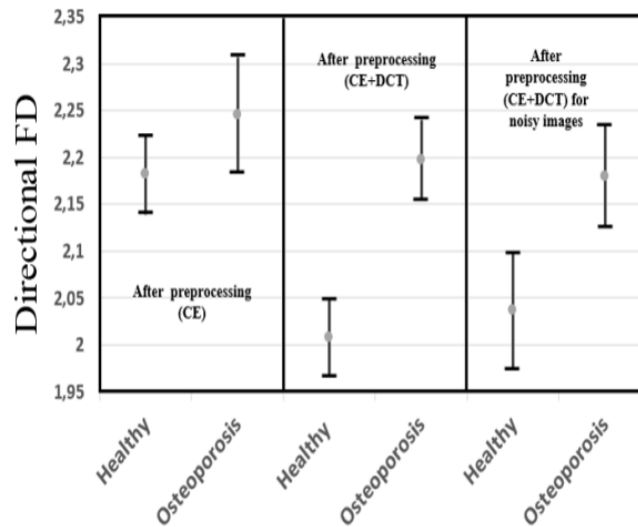 Directional FD
2,35
2,3
2,25
2,2
2,15
2,1
2,05
2
1,95
After preprocessing
(CE)
After preprocessing
(CE+DCT)
After
preprocessing
(CE+DCT) for
noisy images
Healthy
Osteoporosis
Healthy
Osteoporosis
Healthy
Osteoporosis